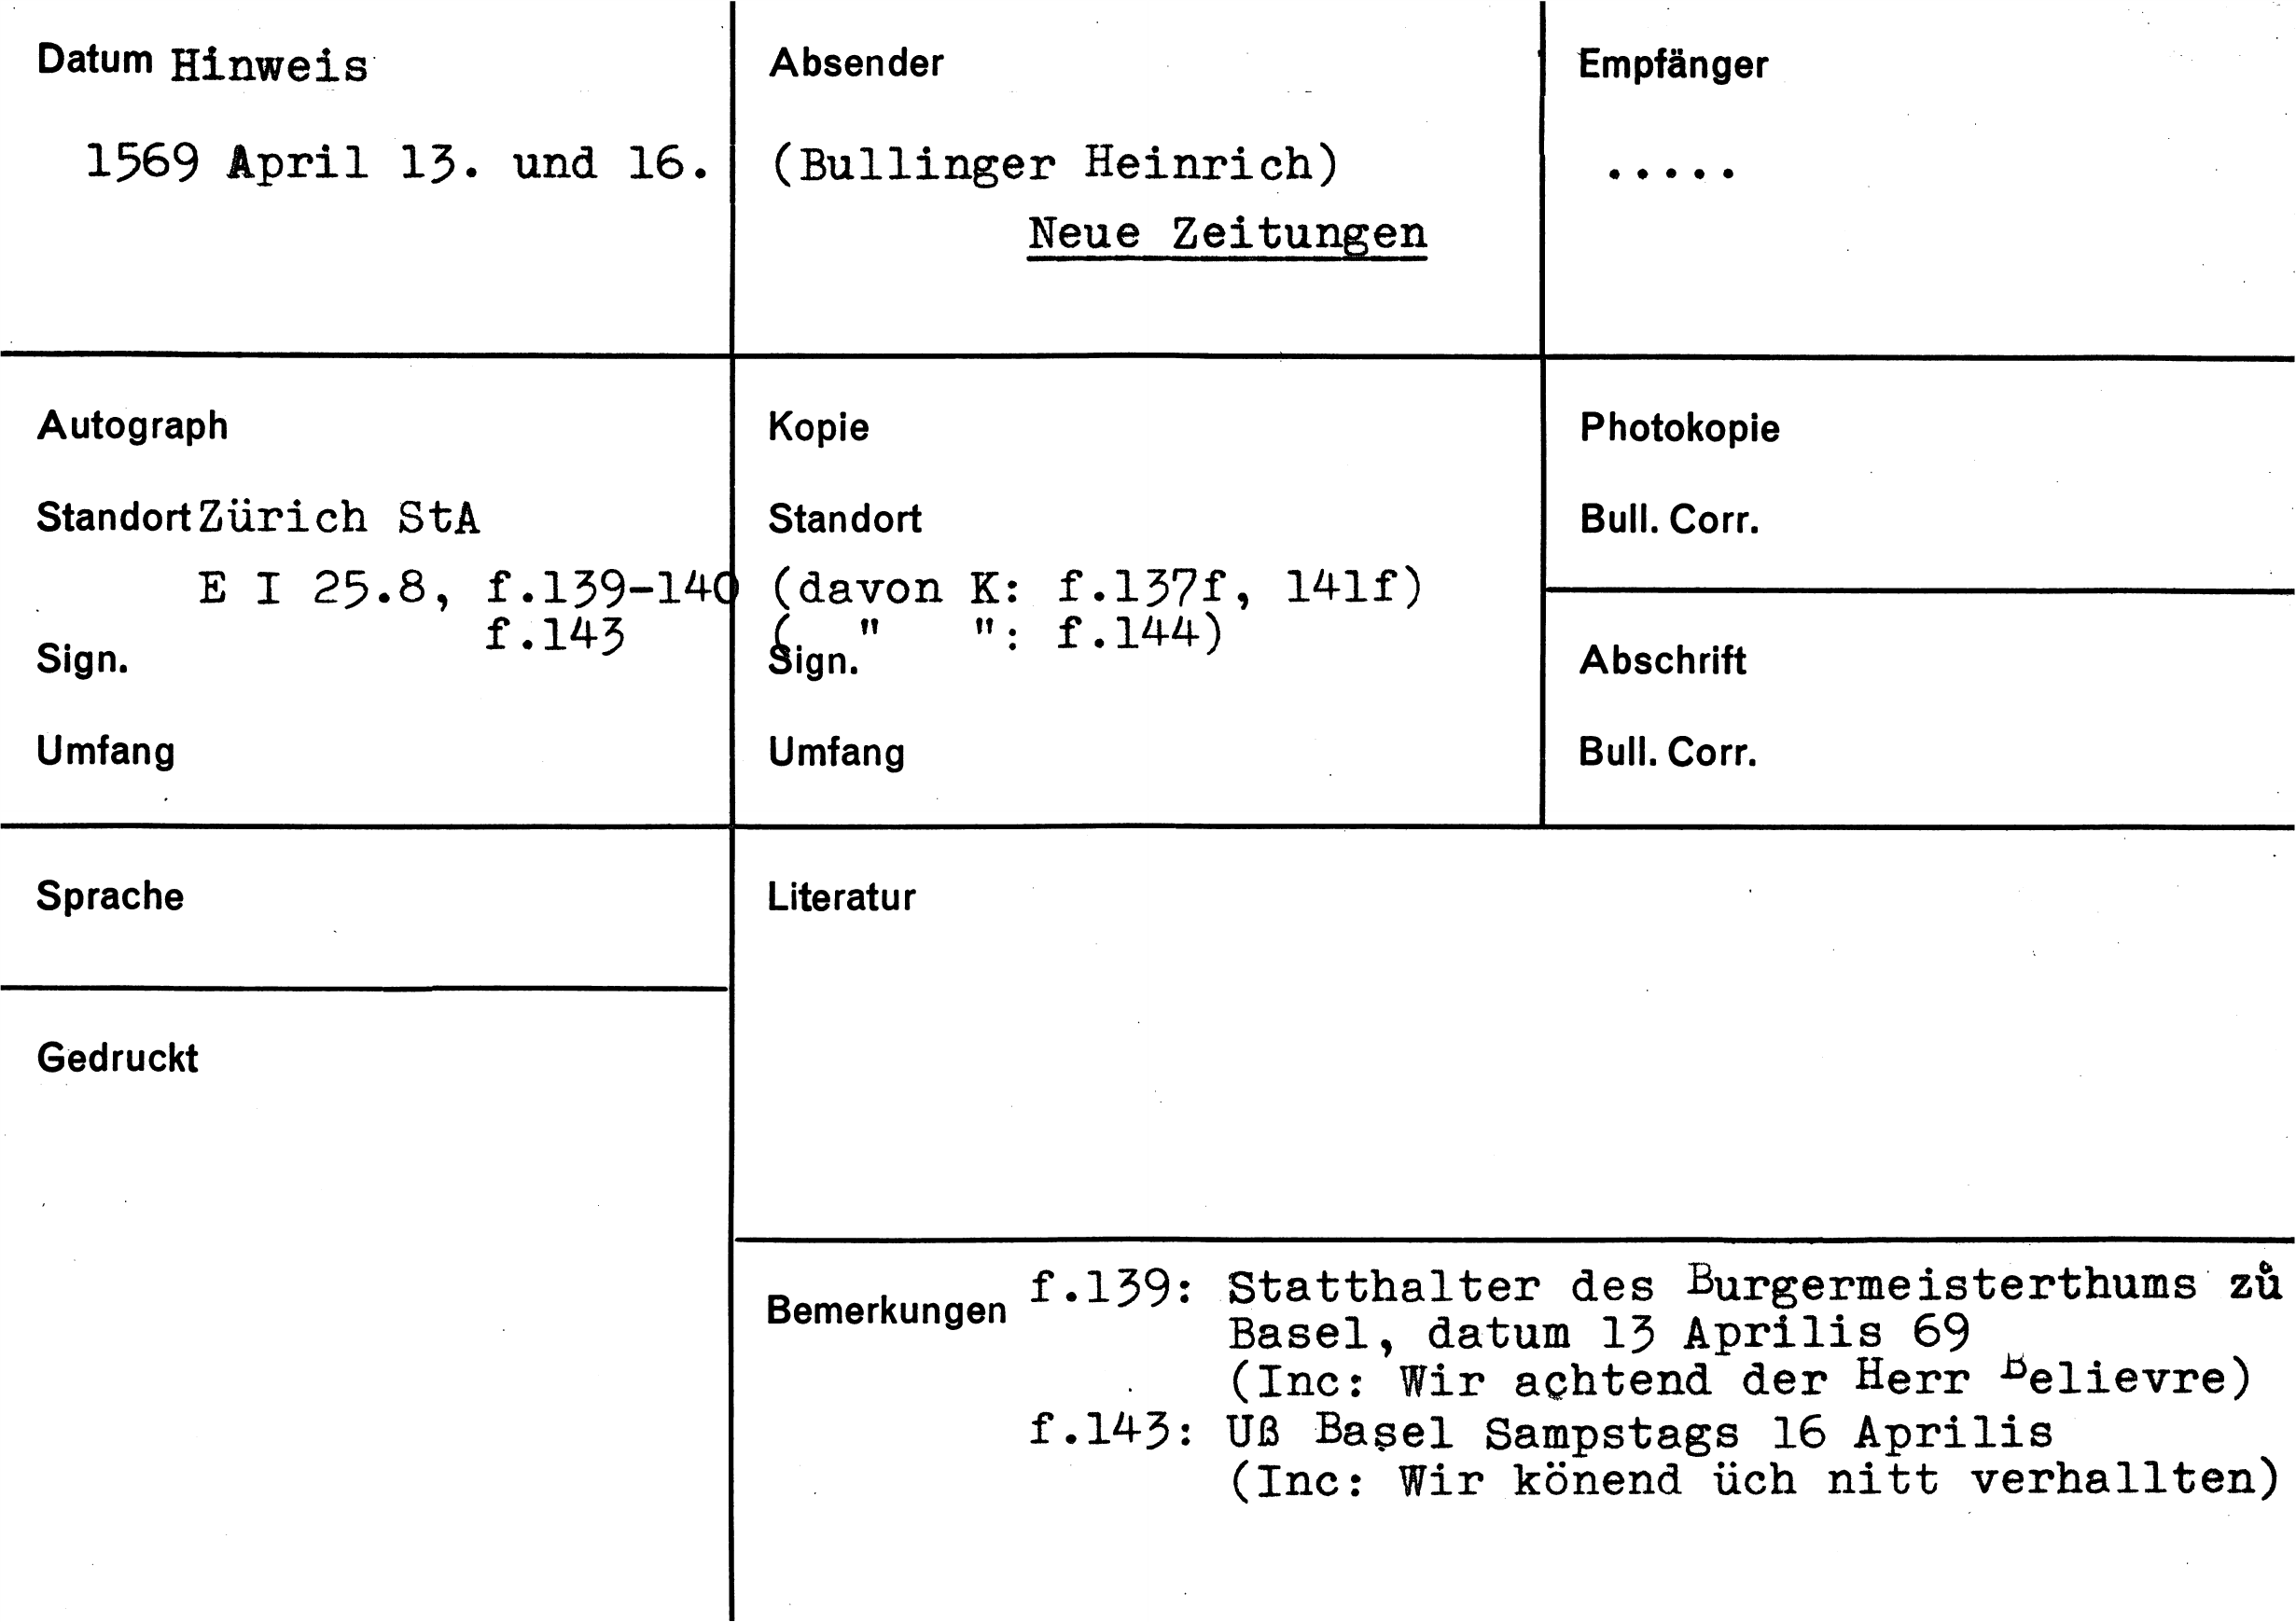 Datum Hinweis
1569 April 13. und 16.
Absender
(Bullinger Heinrich)
Neue Zeitungen
Empfänger
.....
Autograph
Standort Zürich StA
E I 25.8, f.139-140
f.143
Sign.
Umfang
Kopie
Standort
(davon K: f.137f, 141f)
( " ": f.144)
Sign.
Umfang
Photokopie
Bull. Corr.
Abschrift
Bull. Corr.
Sprache
Gedruckt
Literatur
Bemerkungen
f.139: Statthalter des Burgermeisterthums zů
Basel, datum 13 Aprilis 69
(Inc: Wir achtend der Herr Believre)
f.143: Uß Basel Sampstags 16 Aprilis
(Inc: Wir könend üch nitt verhallten)